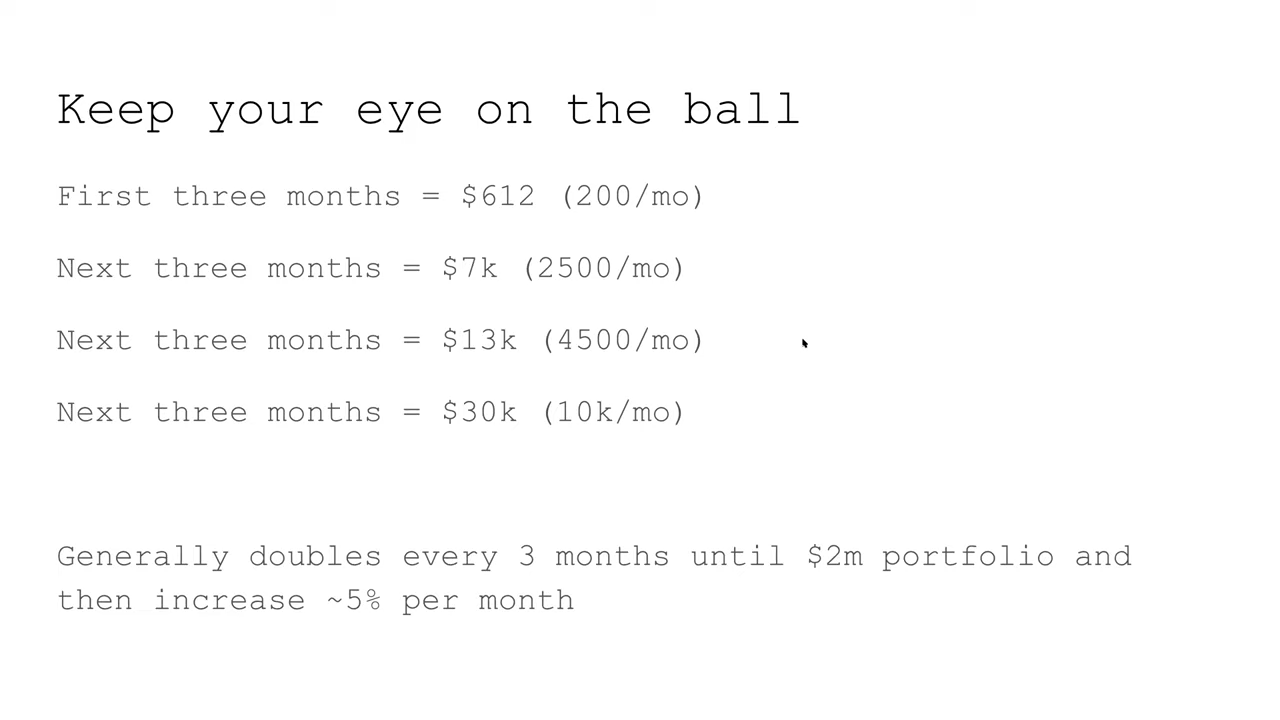 Keep your eye on the ball
First three months = $612 (200/mo)
Next three months = $7k (2500/mo)
Next three months = $13k (4500/mo)
Next three months = $30k (10k/mo)
Generally doubles every 3 months until $2m portfolio and
then increase ~5% per month